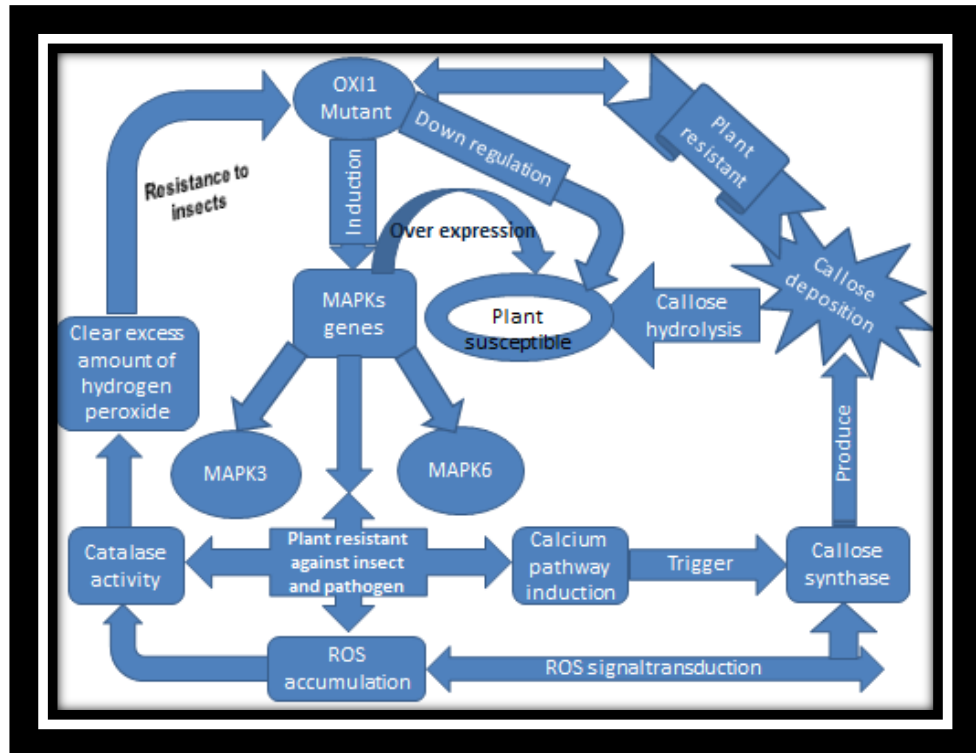 OXI1
Mutant
Down regulation
Plant
resistant
Resistance to
insects
Induction
Over expression
MAPKs
genes
Plant
susceptible
Callose
hydrolysis
Callose
deposition
Clear excess
amount of
hydrogen
peroxide
MAPK3
MAPK6
Produce
Catalase
activity
Plant resistant
against insect
and pathogen
Calcium
pathway
induction
Trigger
Callose
synthase
ROS
accumulation
ROS signaltransduction